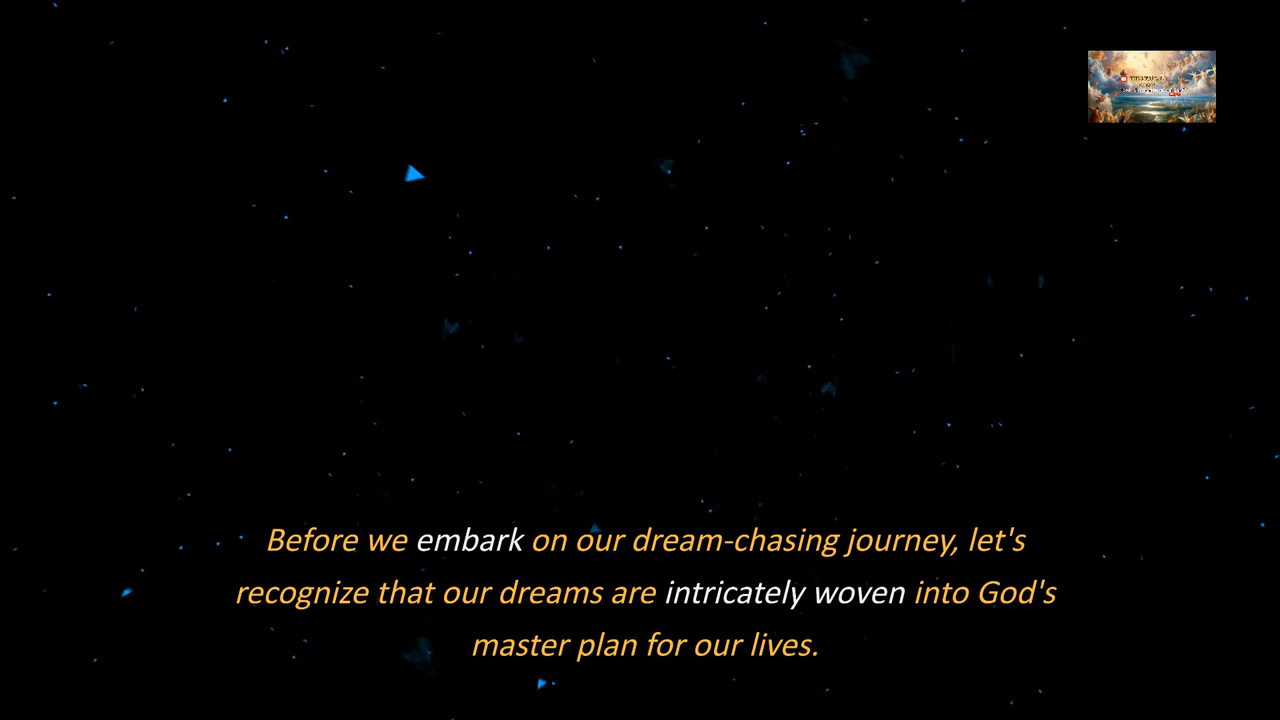 Before we embark on our dream-chasing journey, let's
recognize that our dreams are intricately woven into God's
master plan for our lives.